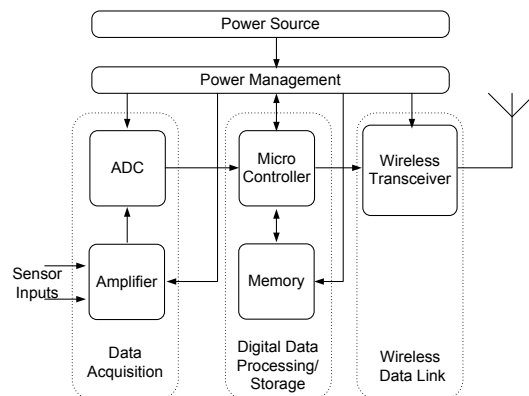 Power Source
Power Management
ADC
Micro
Controller
Wireless
Transceiver
Sensor
Inputs
Amplifier
Memory
Data
Acquisition
Digital Data
Processing/
Storage
Wireless
Data Link